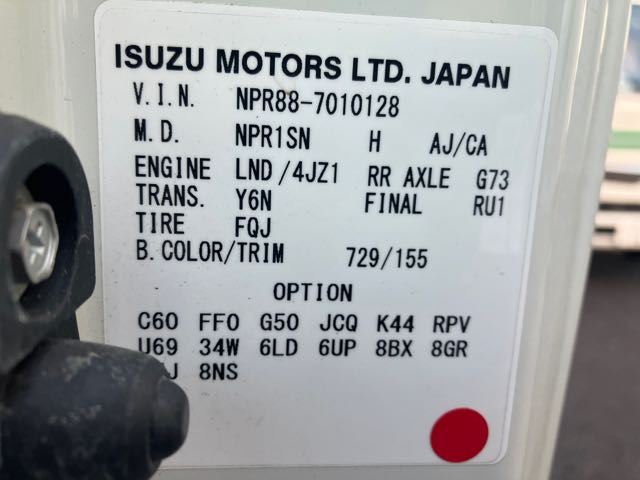 ISUZU MOTORS LTD. JAPAN
V.I.N. NPR88-7010128
M.D. NPR1SN H AJ/CA
ENGINE LND/4JZ1 RR AXLE G73
TRANS. Y6N FINAL RU1
TIRE FQJ
B.COLOR/TRIM 729/155
OPTION
C60 FF0 G50 JCQ K44 RPV
U69 34W 6LD 6UP 8BX 8GR
8NS